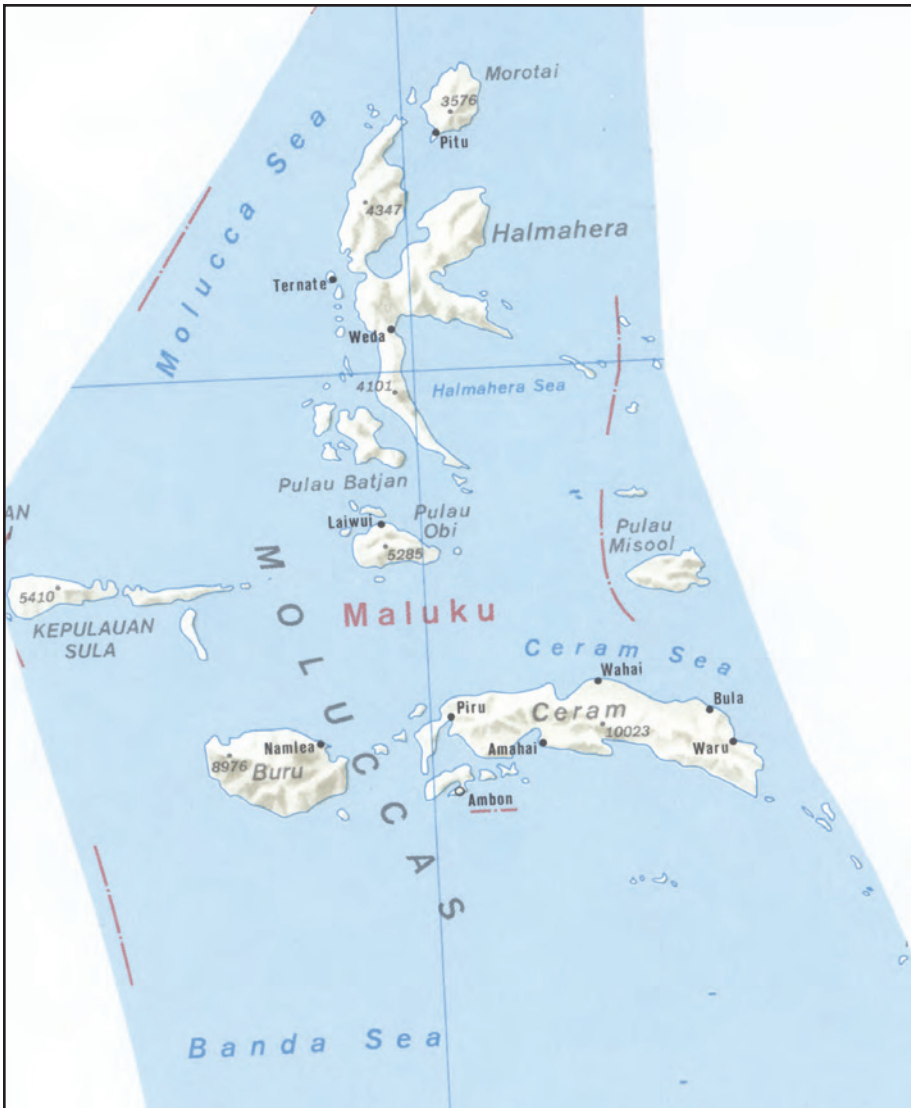 Morotai
3576
Pitu
Molucca Sea
4347
Halmahera
Ternate
Weda
4101
Halmahera Sea
Pulau Batjan
Laiwui
Pulau
Obi
5285
Pulau
Misool
AN
5410
KEPULAUAN
SULA
MOLUCCAS
Maluku
Ceram Sea
Wahai
Piru
Ceram
Bula
10023
Namlea
Amahai
Waru
8976
Buru
Ambon
Banda Sea